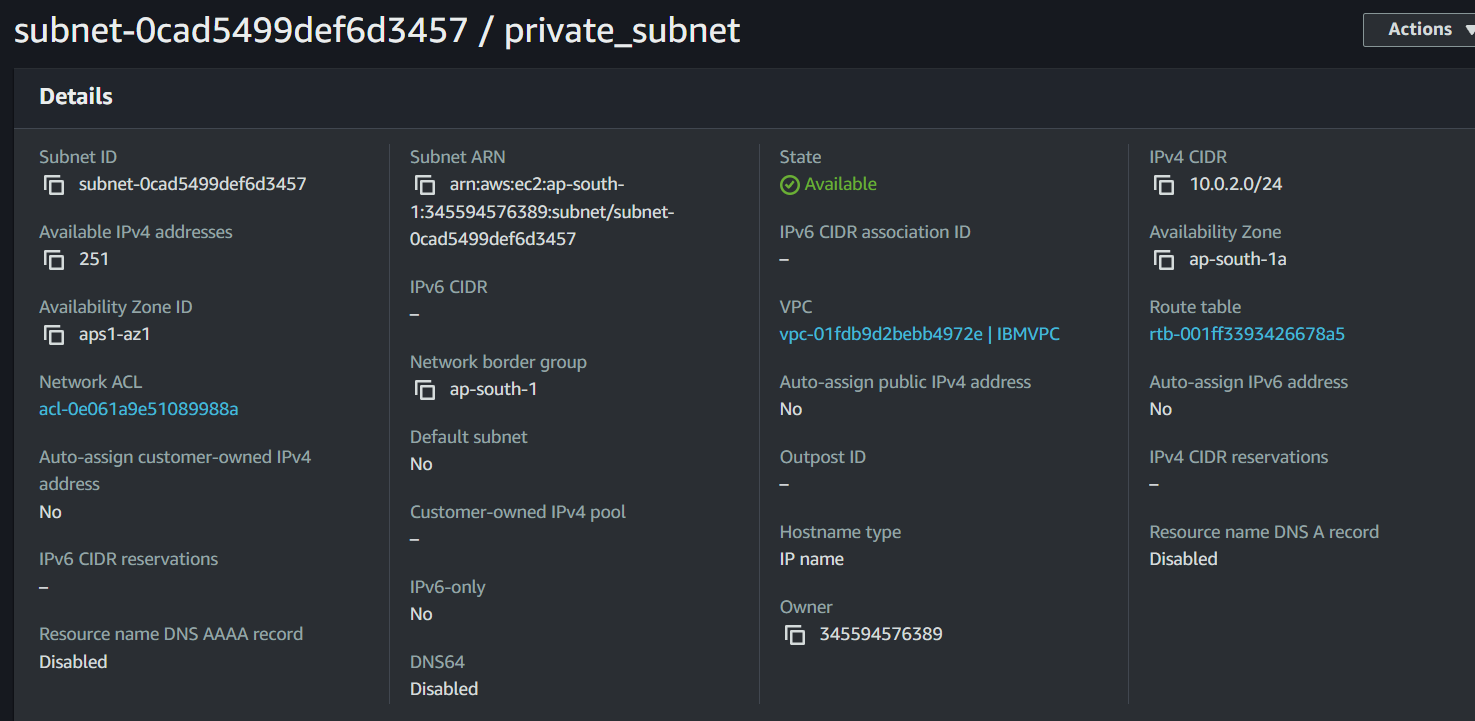 subnet-0cad5499def6d3457 / private_subnet
Actions
Details
Subnet ID
subnet-0cad5499def6d3457
Available IPv4 addresses
251
Availability Zone ID
aps1-az1
Network ACL
acl-0e061a9e51089988a
Auto-assign customer-owned IPv4
address
No
IPv6 CIDR reservations
–
Resource name DNS AAAA record
Disabled
Subnet ARN
arn:aws:ec2:ap-south-
1:345594576389:subnet/subnet-
0cad5499def6d3457
IPv6 CIDR
–
Network border group
ap-south-1
Default subnet
No
Customer-owned IPv4 pool
–
IPv6-only
No
DNS64
Disabled
State
Available
IPv6 CIDR association ID
–
VPC
vpc-01fdb9d2bebb4972e | IBMVPC
Auto-assign public IPv4 address
No
Outpost ID
–
Hostname type
IP name
Owner
345594576389
IPv4 CIDR
10.0.2.0/24
Availability Zone
ap-south-1a
Route table
rtb-001ff3393426678a5
Auto-assign IPv6 address
No
IPv4 CIDR reservations
–
Resource name DNS A record
Disabled